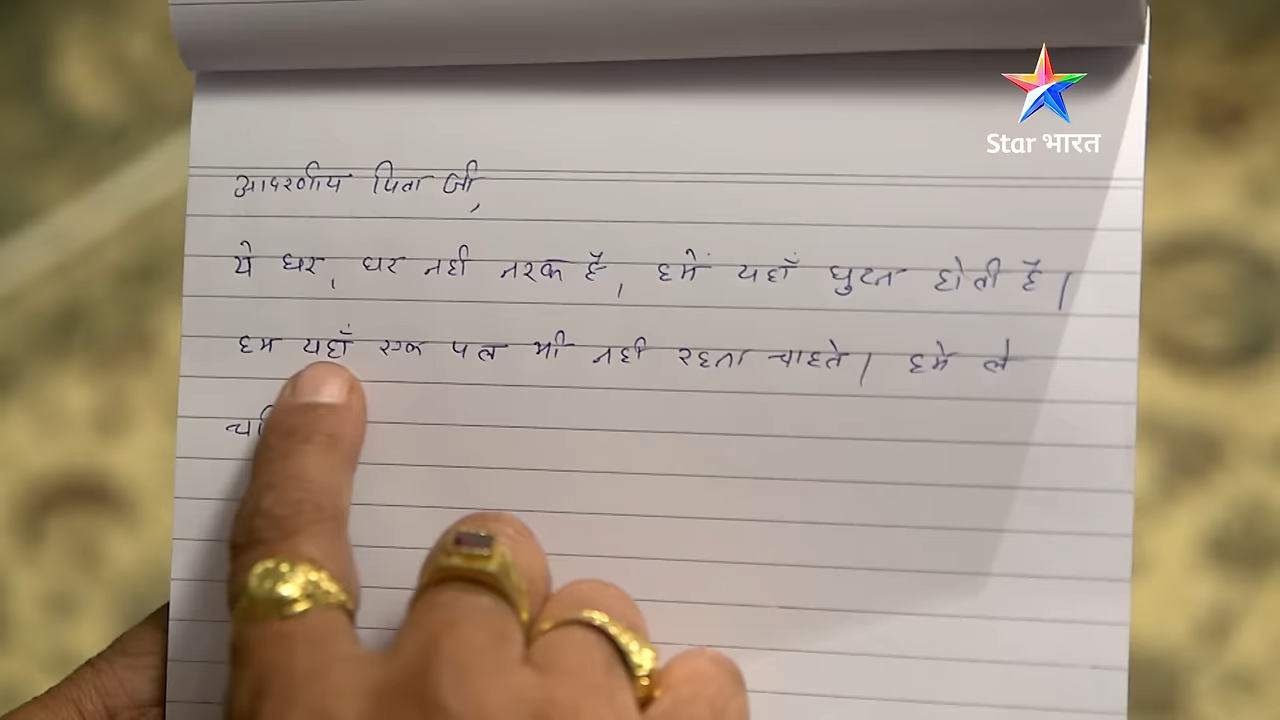 Star भारत
आदरणीय पिता जी,
ये घर, घर नही नरक है, हमें यहाँ घुटन होती है।
हम यहाँ एक पल भी नही रहना चाहते। हमे ले